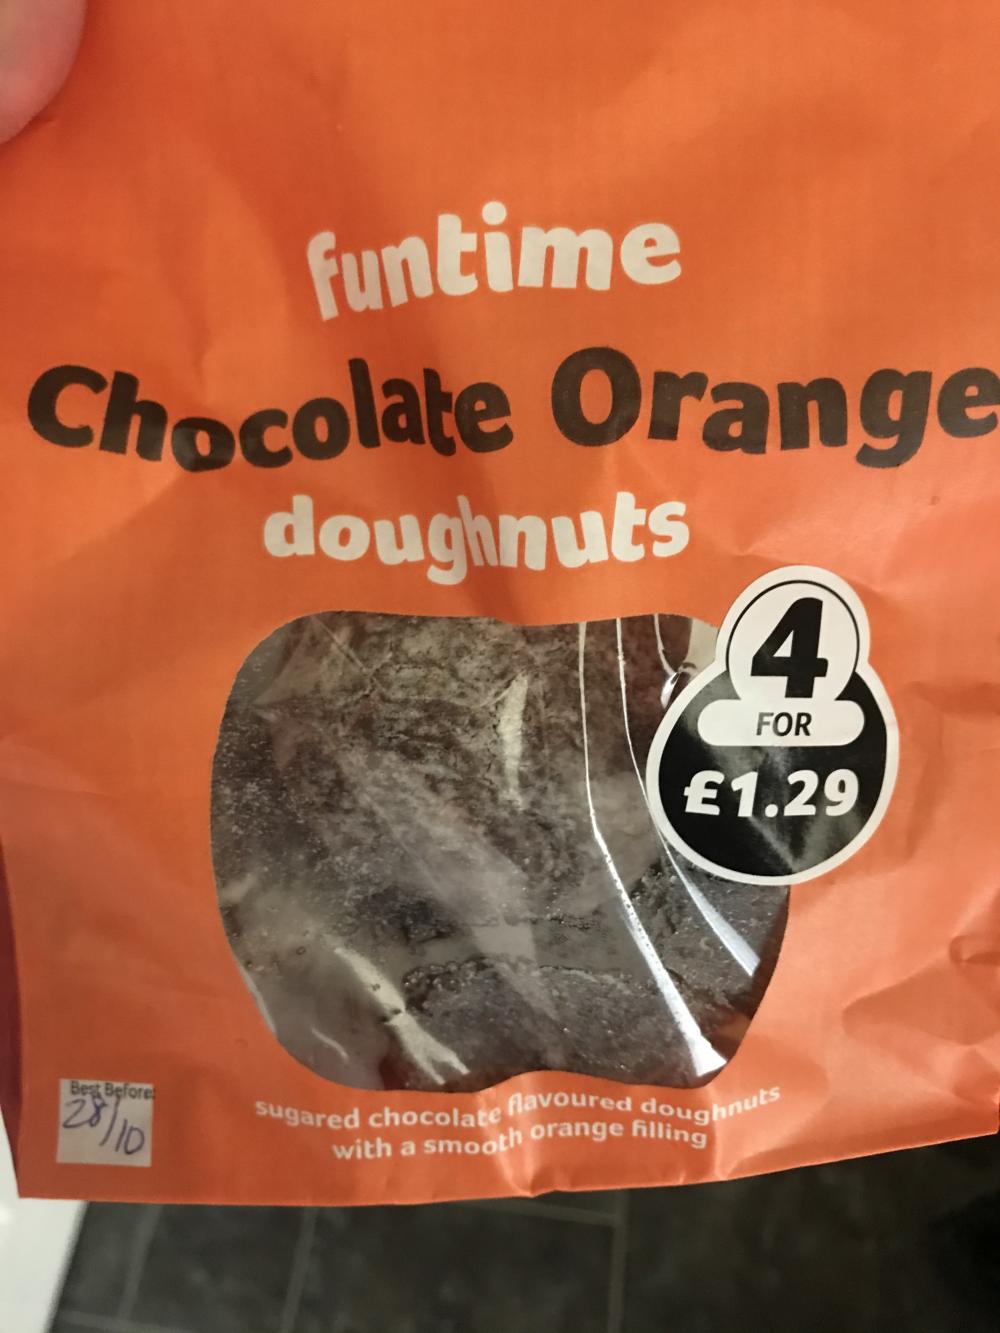 funtime
Chocolate Orange
doughnuts
4
FOR
£1.29
Best Before:
28/10
sugared chocolate flavoured doughnuts
with a smooth orange filling